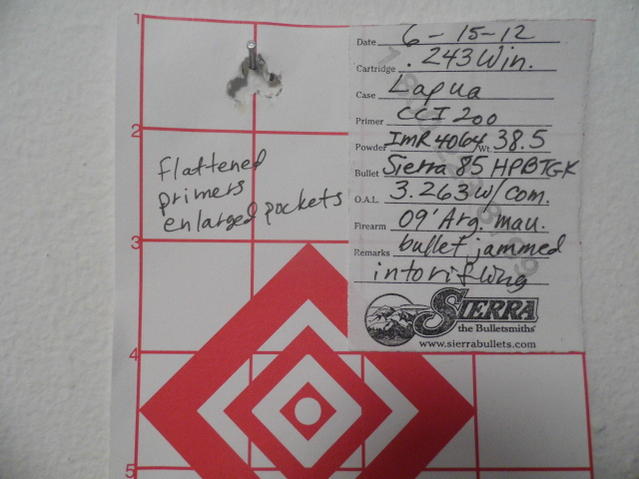 1
2
3
4
5
flattened
primers
enlarged pockets
Date 6-15-12
Cartridge .243 Win.
Case Lapua
Primer CCI 200
Powder IMR 4064 Wt. 38.5
Bullet Sierra 85 HPBTGK
O.A.L. 3.263 w/com.
Firearm 09' Arg. mau.
Remarks bullet jammed
into rifling
SIERRA
the Bulletsmiths®
www.sierrabullets.com